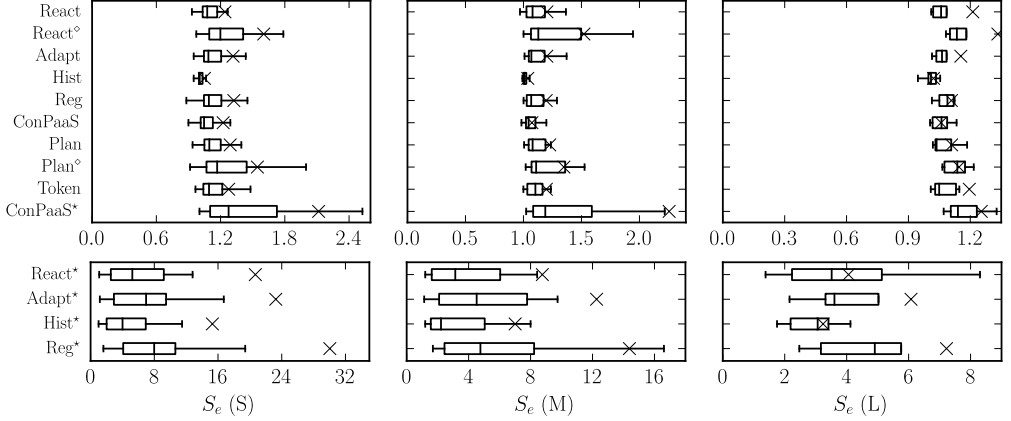 React
React⋄
Adapt
Hist
Reg
ConPaaS
Plan
Plan⋄
Token
ConPaaS⋆
0.0 0.6 1.2 1.8 2.4
0.0 0.5 1.0 1.5 2.0
0.0 0.3 0.6 0.9 1.2
React⋆
Adapt⋆
Hist⋆
Reg⋆
0 8 16 24 32
0 4 8 12 16
0 2 4 6 8
Se (S)
Se (M)
Se (L)